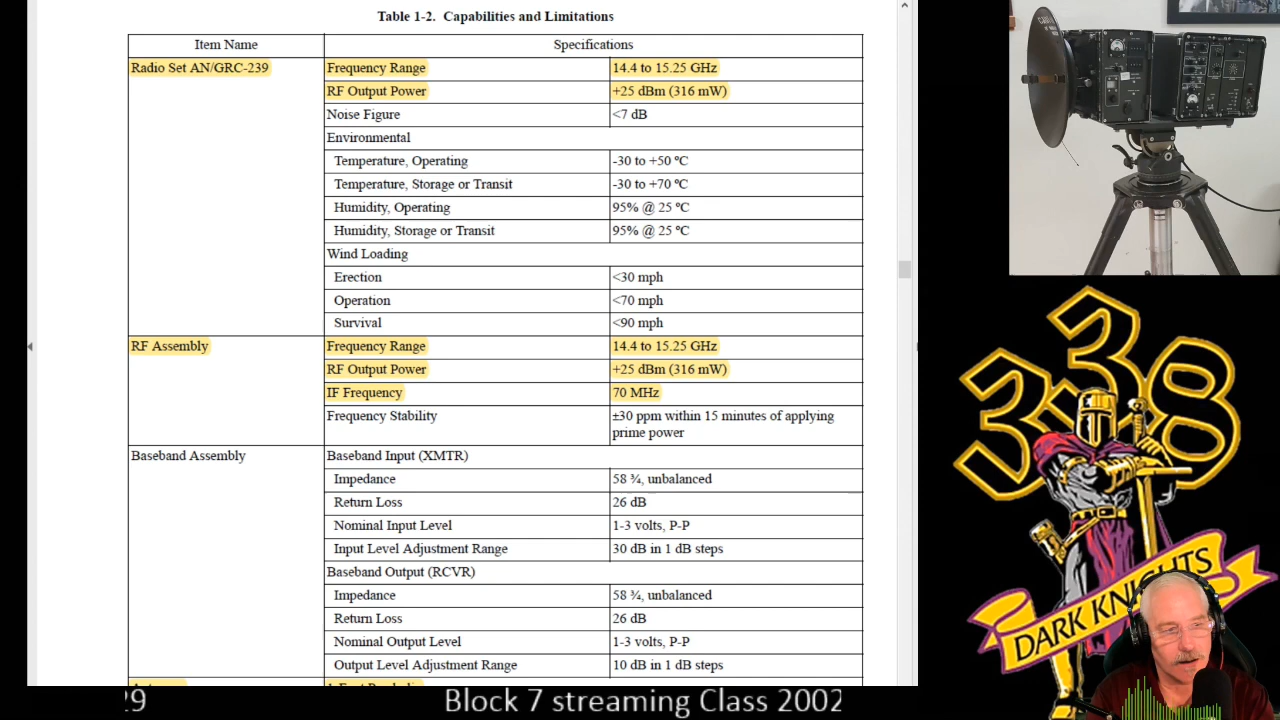 Table 1-2. Capabilities and Limitations
Item Name Specifications
Radio Set AN/GRC-239 Frequency Range 14.4 to 15.25 GHz
RF Output Power +25 dBm (316 mW)
Noise Figure <7 dB
Environmental
Temperature, Operating -30 to +50 ºC
Temperature, Storage or Transit -30 to +70 ºC
Humidity, Operating 95% @ 25 ºC
Humidity, Storage or Transit 95% @ 25 ºC
Wind Loading
Erection <30 mph
Operation <70 mph
Survival <90 mph
RF Assembly Frequency Range 14.4 to 15.25 GHz
RF Output Power +25 dBm (316 mW)
IF Frequency 70 MHz
Frequency Stability ±30 ppm within 15 minutes of applying
prime power
Baseband Assembly Baseband Input (XMTR)
Impedance 58 ¾, unbalanced
Return Loss 26 dB
Nominal Input Level 1-3 volts, P-P
Input Level Adjustment Range 30 dB in 1 dB steps
Baseband Output (RCVR)
Impedance 58 ¾, unbalanced
Return Loss 26 dB
Nominal Output Level 1-3 volts, P-P
Output Level Adjustment Range 10 dB in 1 dB steps
338
DARK KNIGHTS
29 Block 7 streaming Class 2002